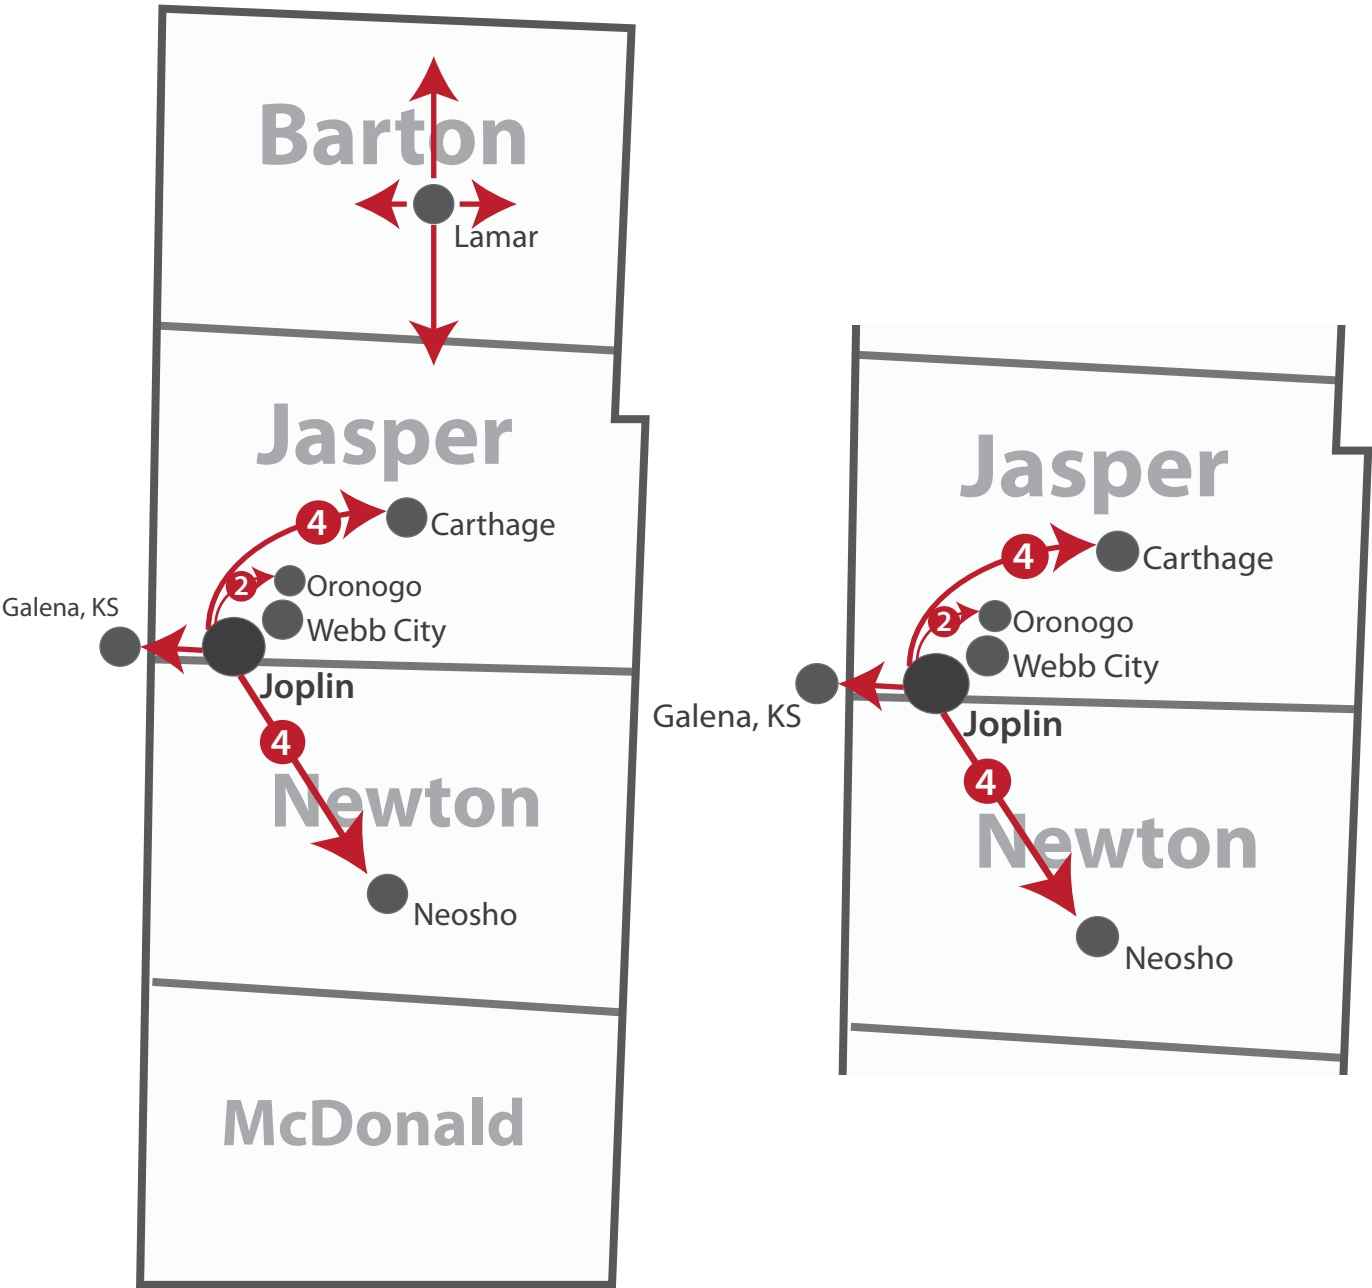 Barton
Lamar
Jasper
4
Carthage
2
Oronogo
Galena, KS
Webb City
Joplin
4
Newton
Neosho
McDonald
Jasper
4
Carthage
2
Oronogo
Webb City
Galena, KS
Joplin
4
Newton
Neosho